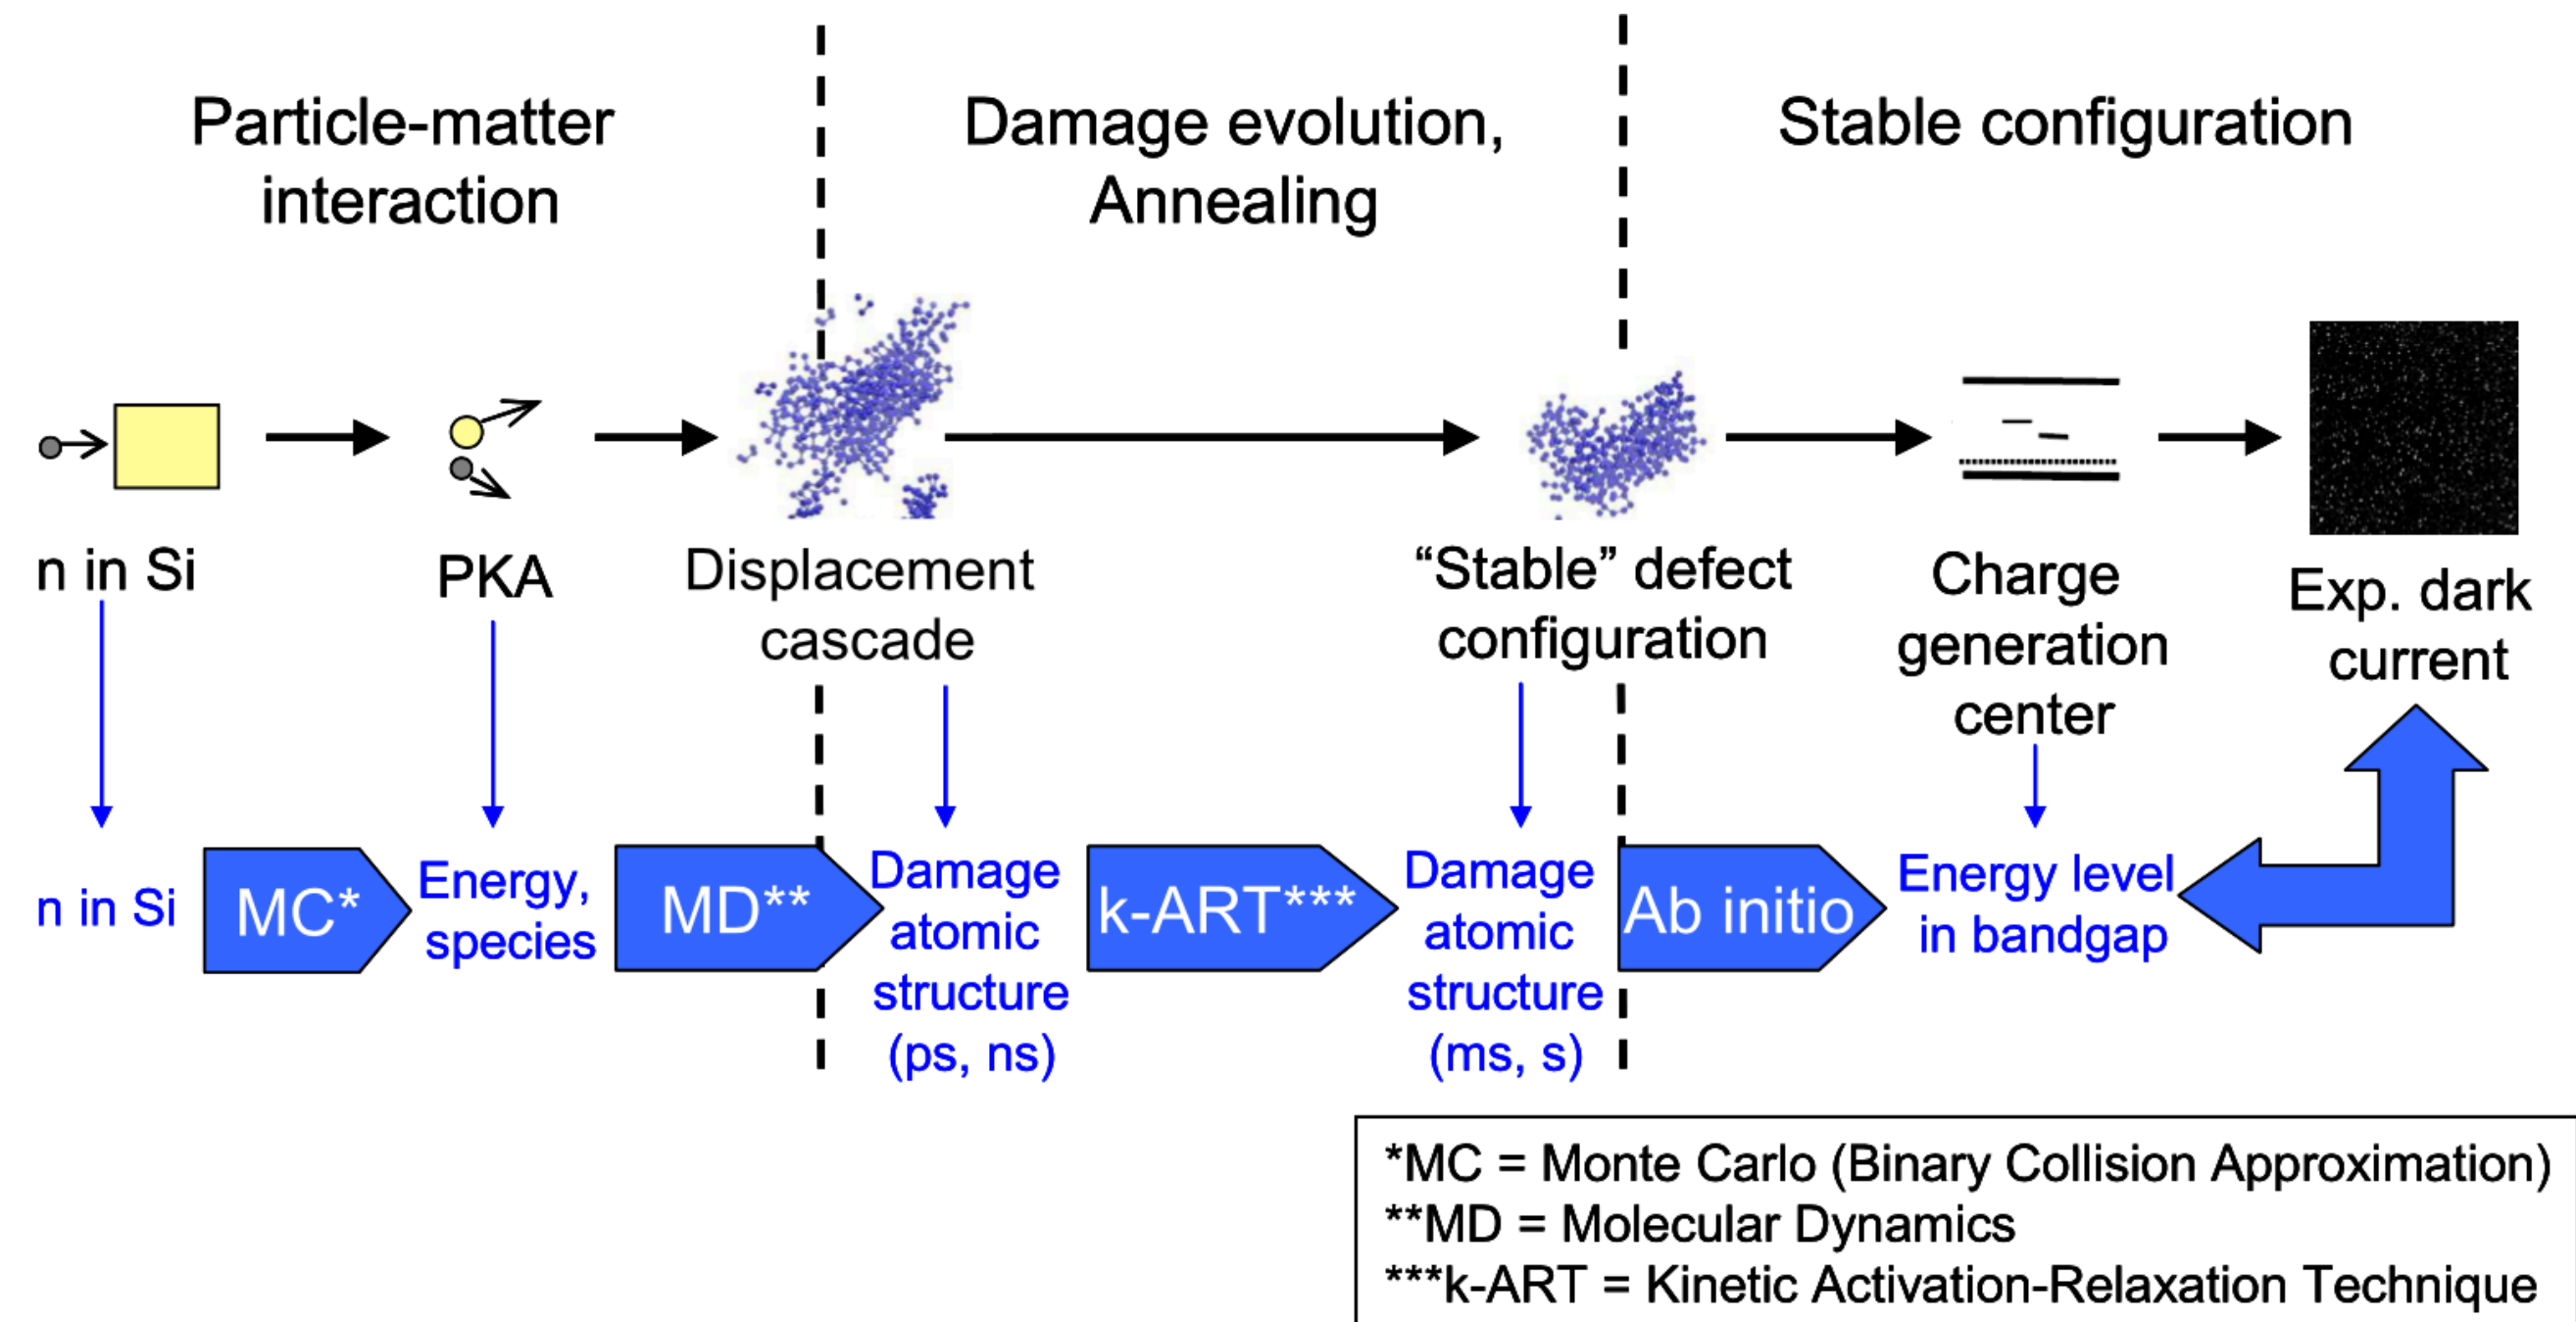 Particle-matter
interaction
Damage evolution,
Annealing
Stable configuration
n in Si
PKA
Displacement
cascade
“Stable” defect
configuration
Charge
generation
center
Exp. dark
current
n in Si
MC*
Energy,
species
MD**
Damage
atomic
structure
(ps, ns)
k-ART***
Damage
atomic
structure
(ms, s)
Ab initio
Energy level
in bandgap
*MC = Monte Carlo (Binary Collision Approximation)
**MD = Molecular Dynamics
***k-ART = Kinetic Activation-Relaxation Technique